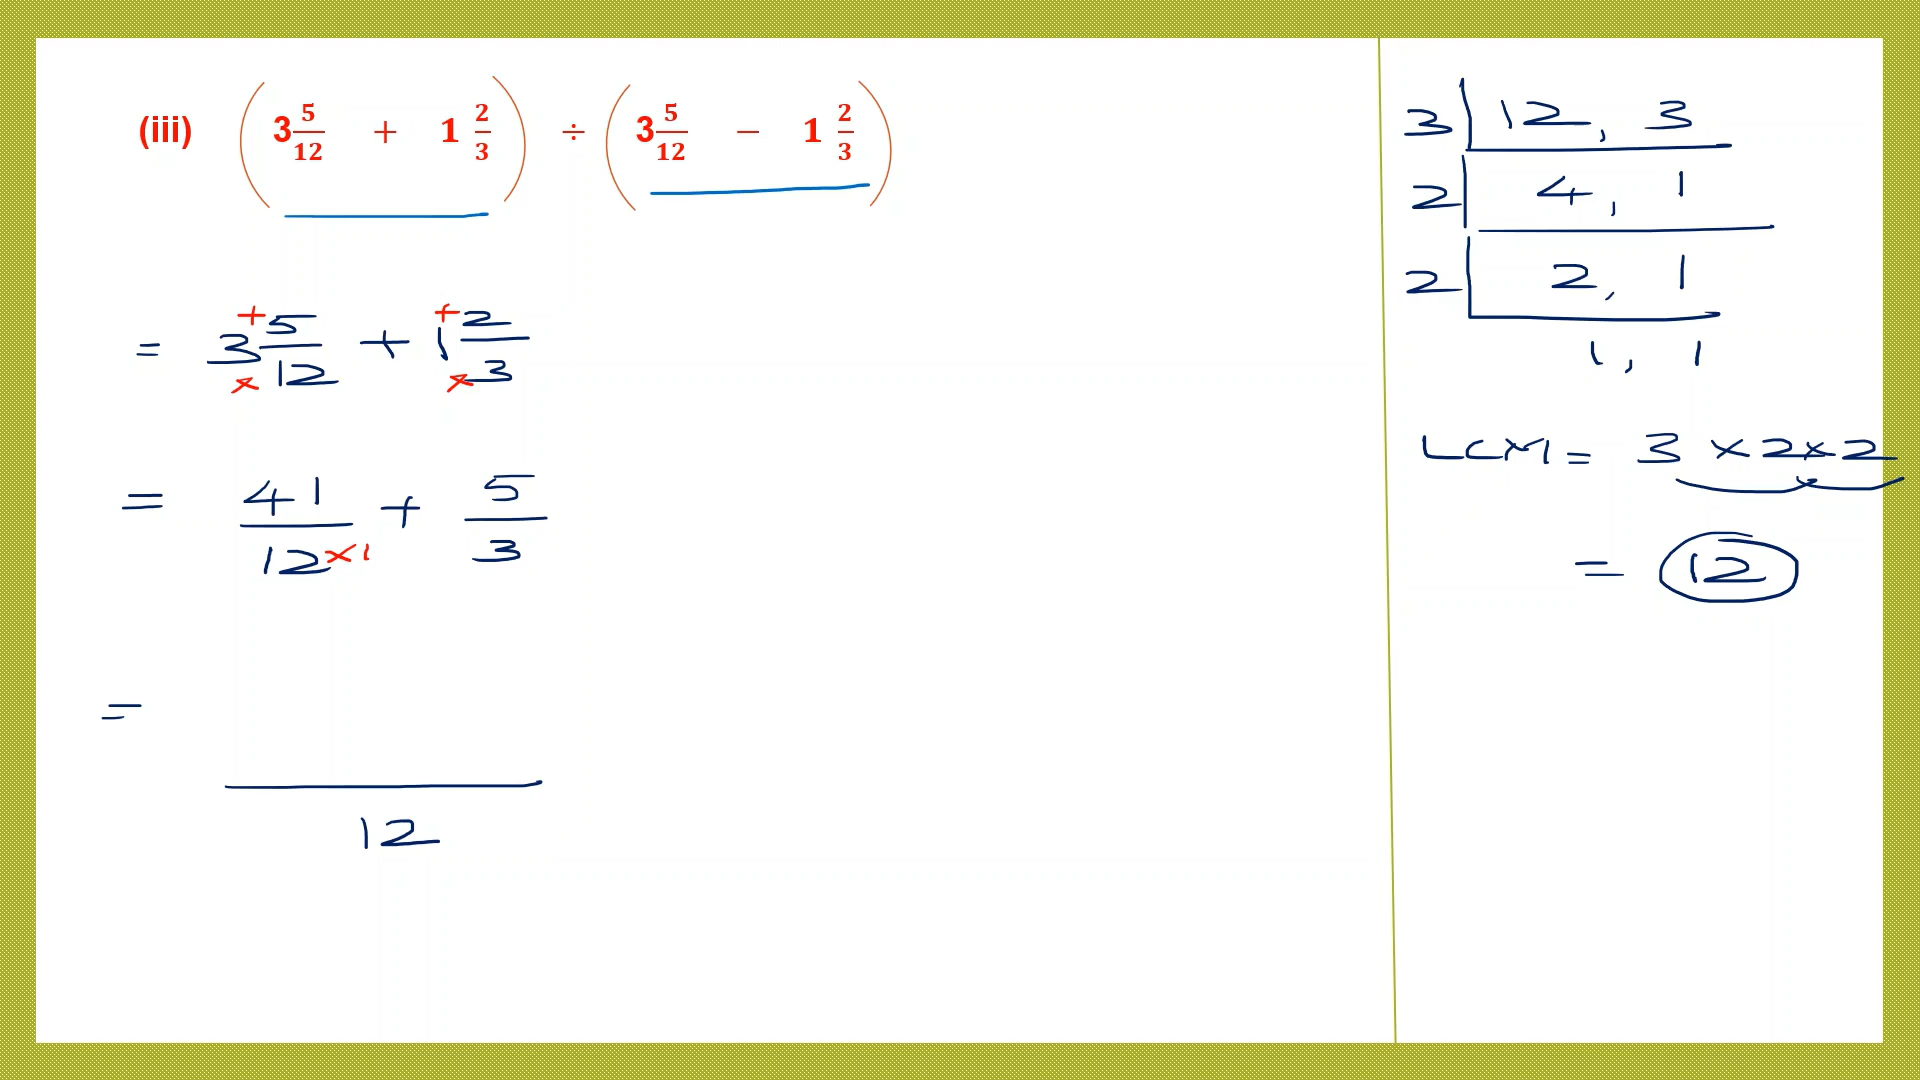 (iii) (3 5/12 + 1 2/3) ÷ (3 5/12 − 1 2/3)
= 3 + 5 / × 12 + 1 + 2 / × 3
= 41 / 12 ×1 + 5 / 3
=
12
3 | 12, 3
2 | 4, 1
2 | 2, 1
1, 1
LCM = 3 × 2 × 2
= 12